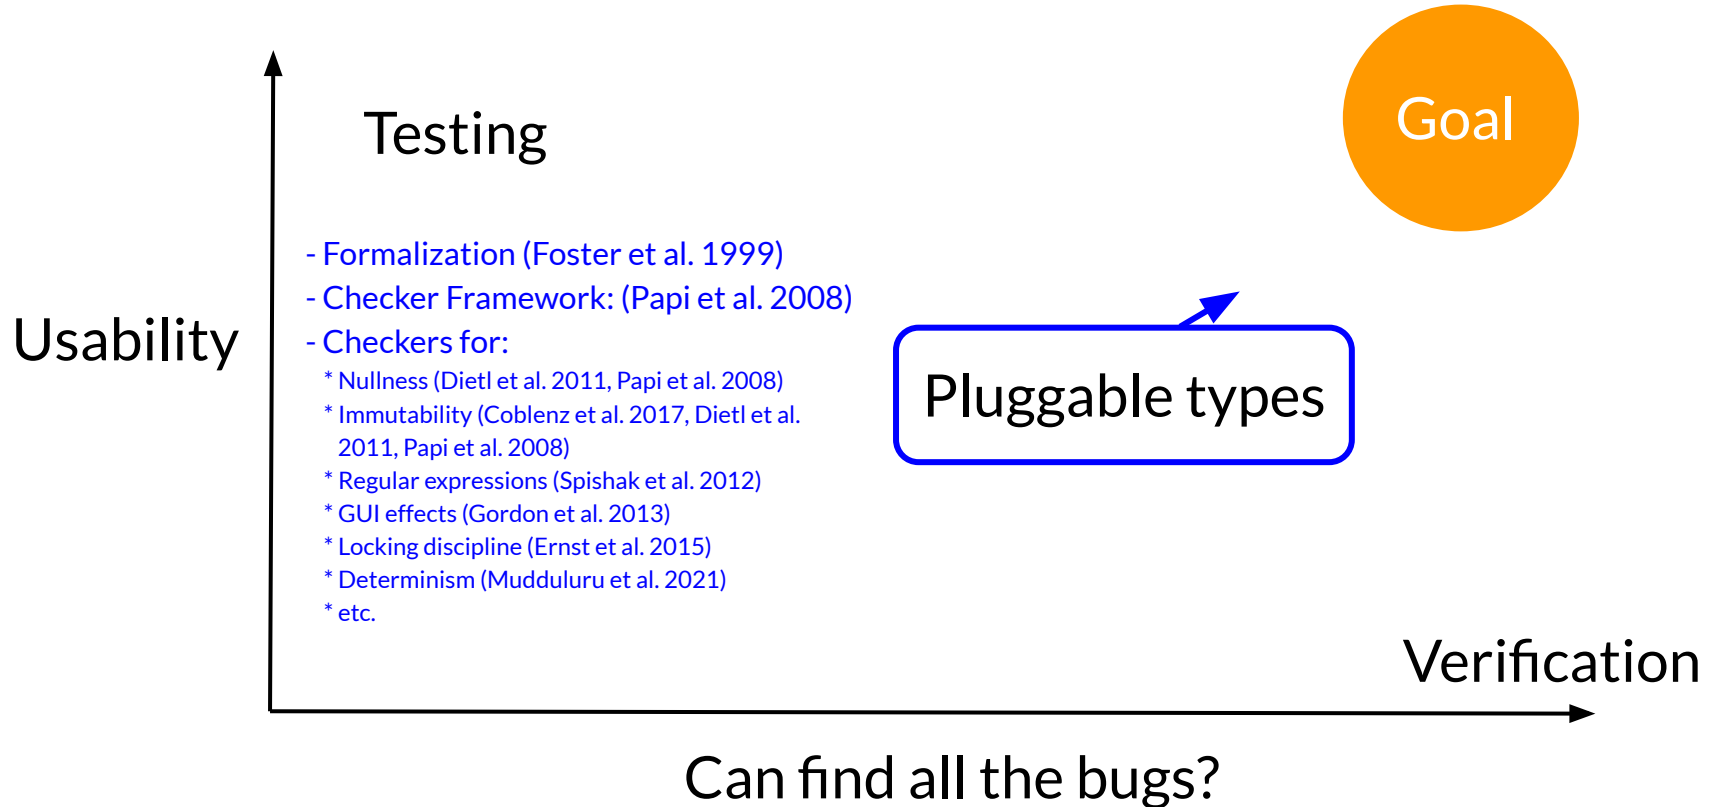 Goal
Testing
- Formalization (Foster et al. 1999)
- Checker Framework: (Papi et al. 2008)
- Checkers for:
* Nullness (Dietl et al. 2011, Papi et al. 2008)
* Immutability (Coblenz et al. 2017, Dietl et al.
2011, Papi et al. 2008)
* Regular expressions (Spishak et al. 2012)
* GUI effects (Gordon et al. 2013)
* Locking discipline (Ernst et al. 2015)
* Determinism (Mudduluru et al. 2021)
* etc.
Usability
Pluggable types
Verification
Can find all the bugs?